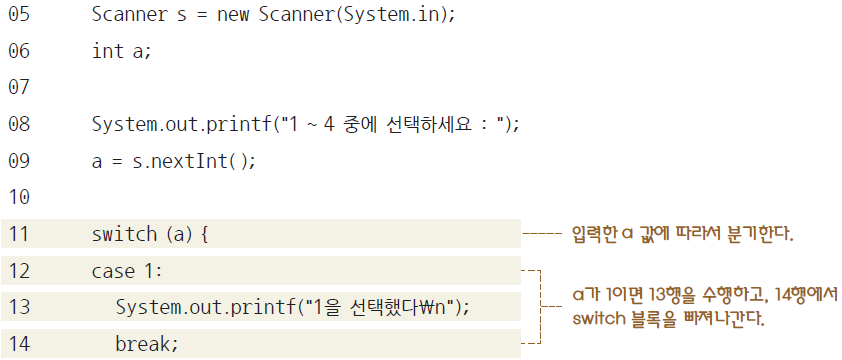 05 Scanner s = new Scanner(System.in);
06 int a;
07
08 System.out.printf("1 ~ 4 중에 선택하세요 : ");
09 a = s.nextInt();
10
11 switch (a) {
입력한 a 값에 따라서 분기한다.
12 case 1:
13 System.out.printf("1을 선택했다₩n");
a가 1이면 13행을 수행하고, 14행에서
switch 블록을 빠져나간다.
14 break;